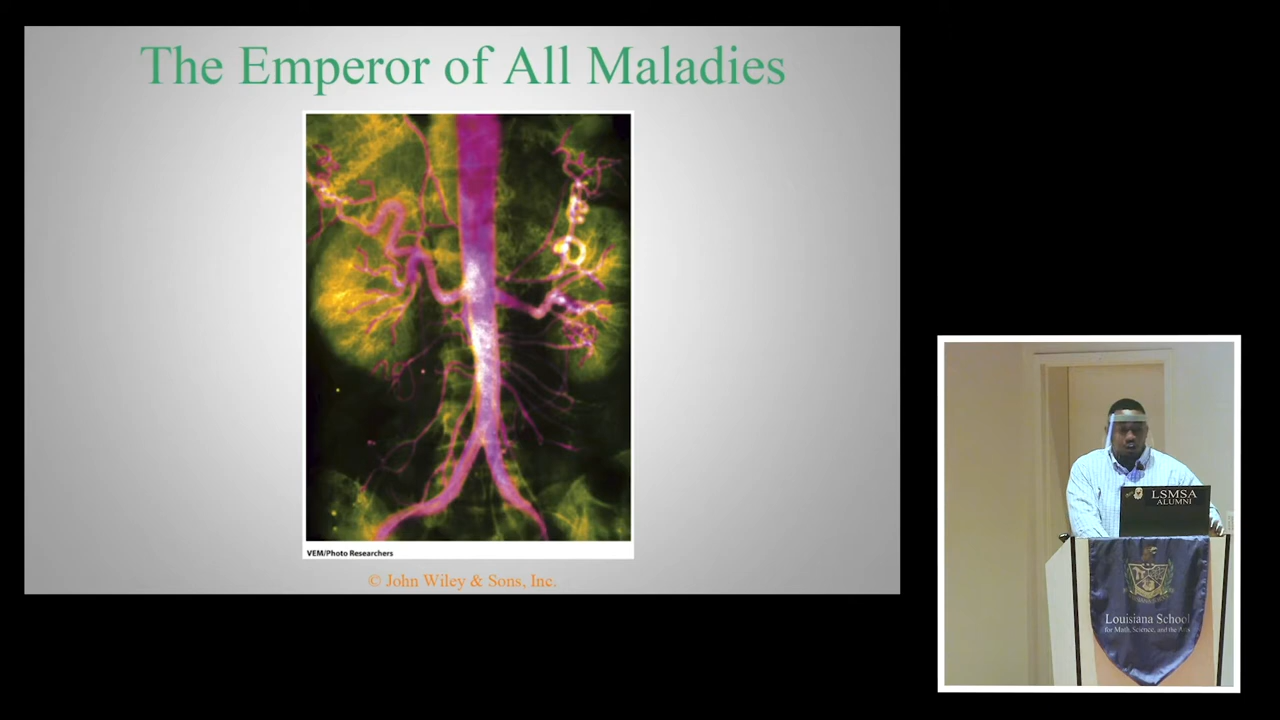 The Emperor of All Maladies
VEM/Photo Researchers
© John Wiley & Sons, Inc.
LSMSA
ALUMNI
Louisiana School
for Math, Science, and the Arts